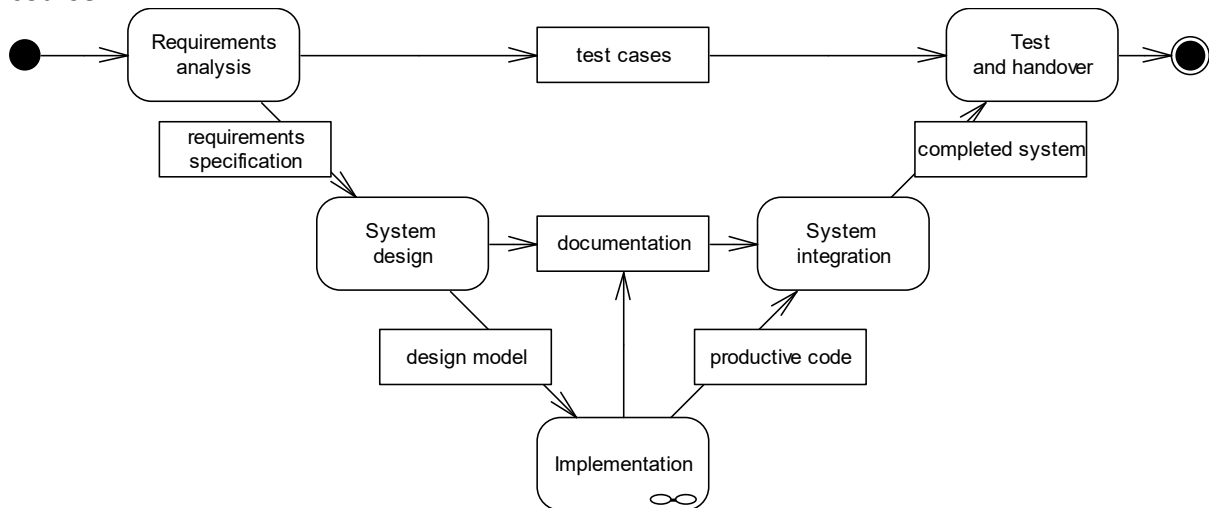 Requirements
analysis
test cases
Test
and handover
requirements
specification
completed system
System
design
documentation
System
integration
design model
productive code
Implementation